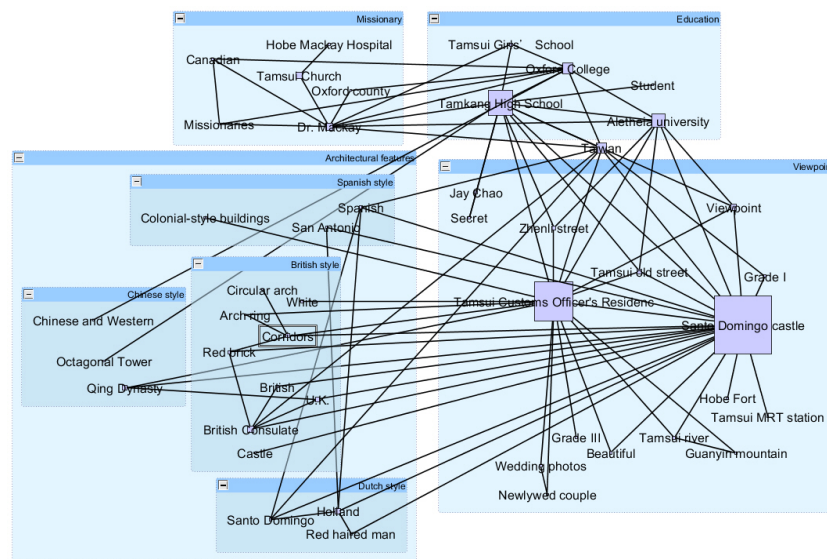 Missionary
Education
Hobe Mackay Hospital
Tamsui Girls' School
Canadian
Oxford College
Tamsui Church
Student
Oxford county
Tamkang High School
Missionaries
Dr. Mackay
Aletheia university
Taiwan
Architectural features
Viewpoint
Spanish style
Jay Chao
Spanish
Viewpoint
Colonial-style buildings
Secret
San Antonio
Zhenli street
British style
Tamsui old street
Grade I
Circular arch
Chinese style
White
Tamsui Customs Officer's Residenc
Arch-ring
Chinese and Western
Santo Domingo castle
Corridors
Red brick
Octagonal Tower
Qing Dynasty
British
U.K.
Hobe Fort
Tamsui MRT station
British Consulate
Grade III
Tamsui river
Castle
Beautiful
Guanyin mountain
Wedding photos
Dutch style
Newlywed couple
Holland
Santo Domingo
Red haired man